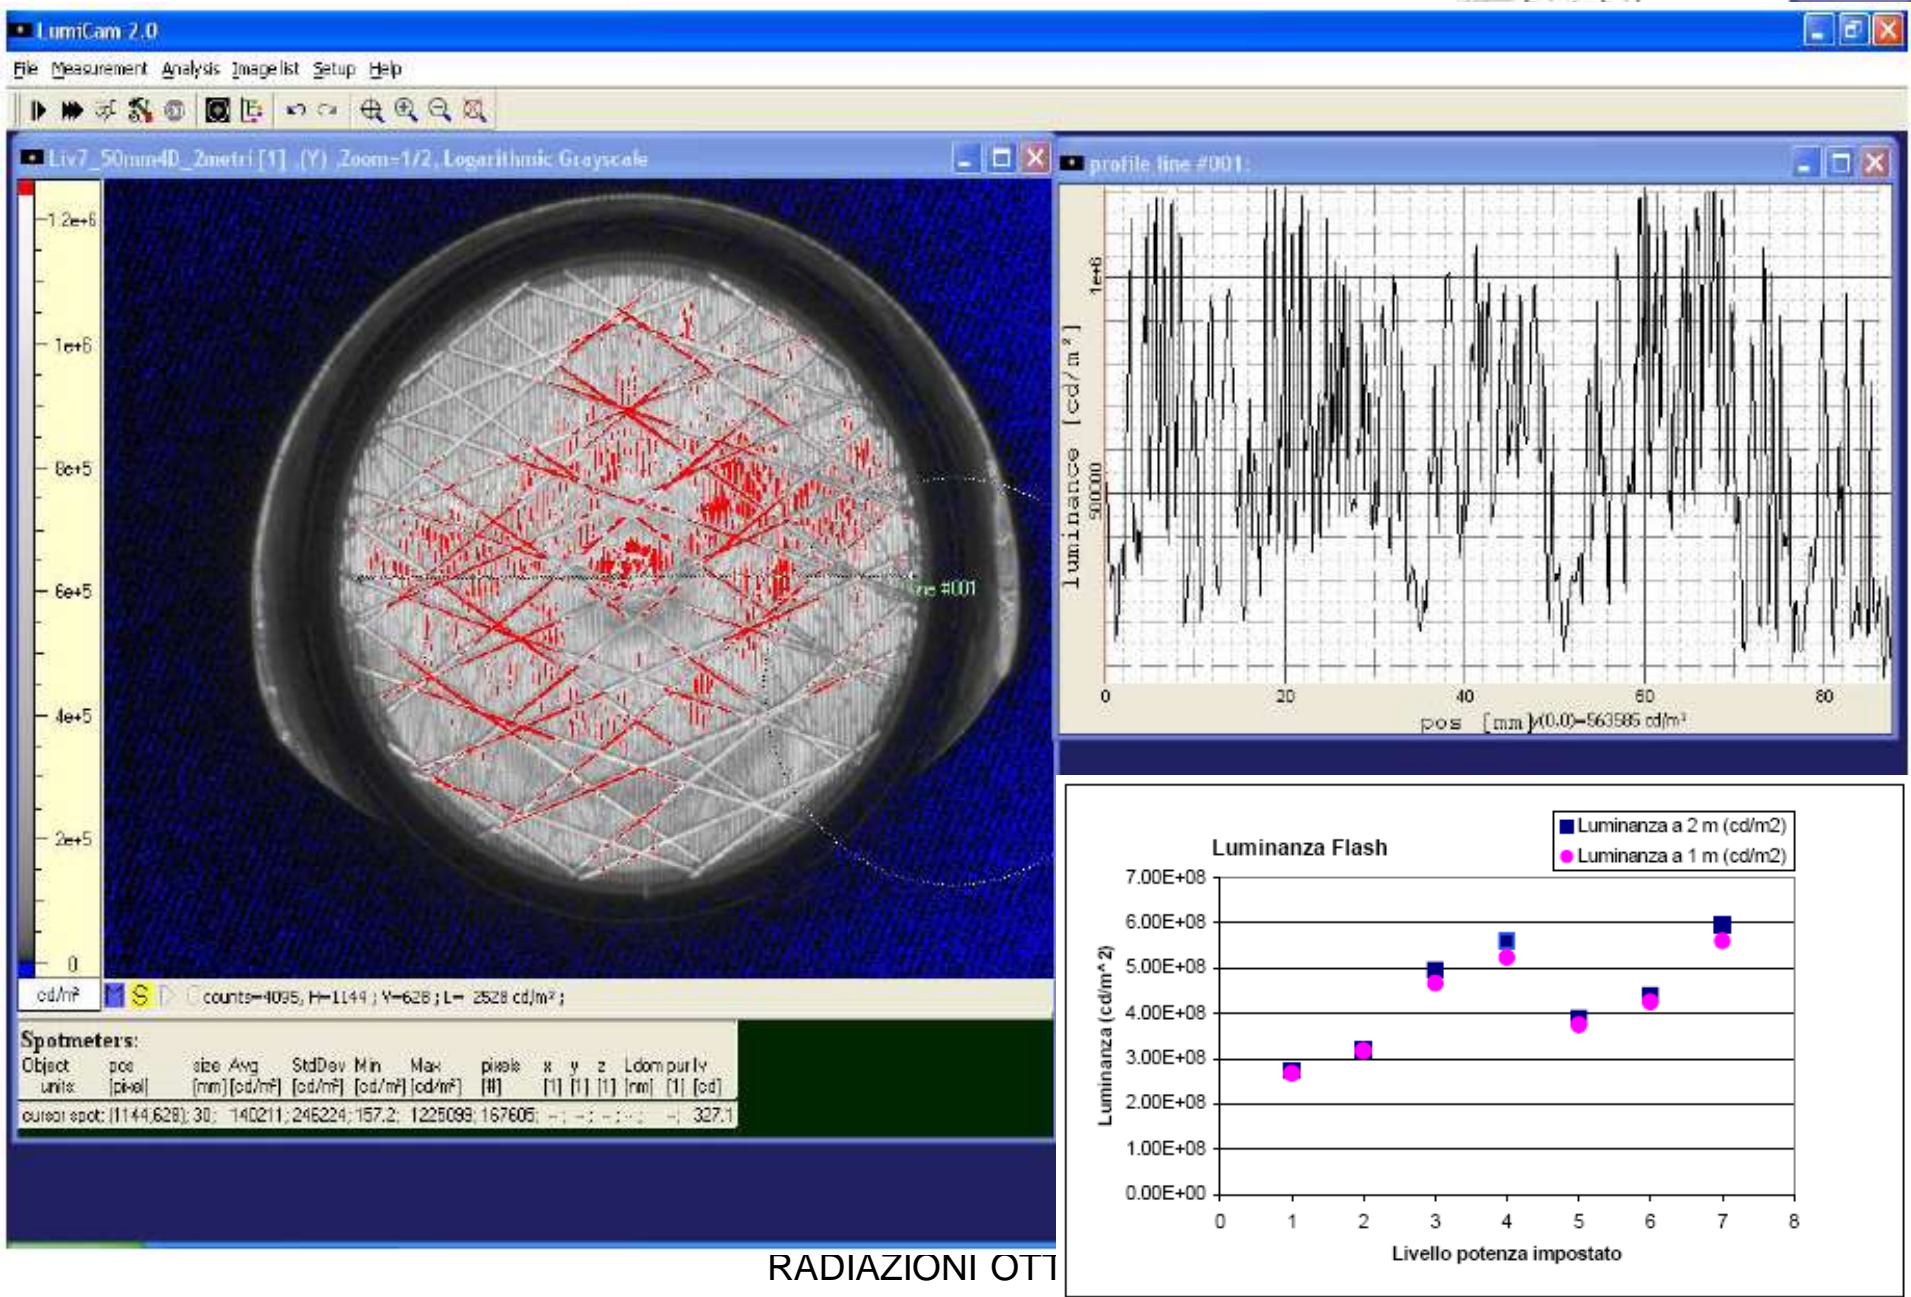 LumiCam 2.0
File Measurement Analysis Imagelist Setup Help
Liv7_50mm4D_2metri [1] ,(Y) ,Zoom=1/2, Logarithmic Grayscale
1.2e+6
1e+6
8e+5
6e+5
4e+5
2e+5
0
cd/m²
line #001
M S D counts=4095, H=1144 ; V=628 ; L= 2528 cd/m² ;
Spotmeters:
Object pos size Avg StdDev Min Max pixels x y z Ldom pur Iv
units: [pixel] [mm] [cd/m²] [cd/m²] [cd/m²] [cd/m²] [#] [1] [1] [1] [nm] [1] [cd]
cursor spot: (1144,628); 30; 140211; 246224; 157.2; 1225099; 167605; --; --; --; --; --; 327.1
profile line #001:
luminance [cd/m²]
1e+6
500000
0 20 40 60 80
pos [mm] v(0,0)=563585 cd/m²
Luminanza Flash
Luminanza a 2 m (cd/m2)
Luminanza a 1 m (cd/m2)
Luminanza (cd/m^2)
7.00E+08
6.00E+08
5.00E+08
4.00E+08
3.00E+08
2.00E+08
1.00E+08
0.00E+00
0 1 2 3 4 5 6 7 8
Livello potenza impostato
RADIAZIONI OTT